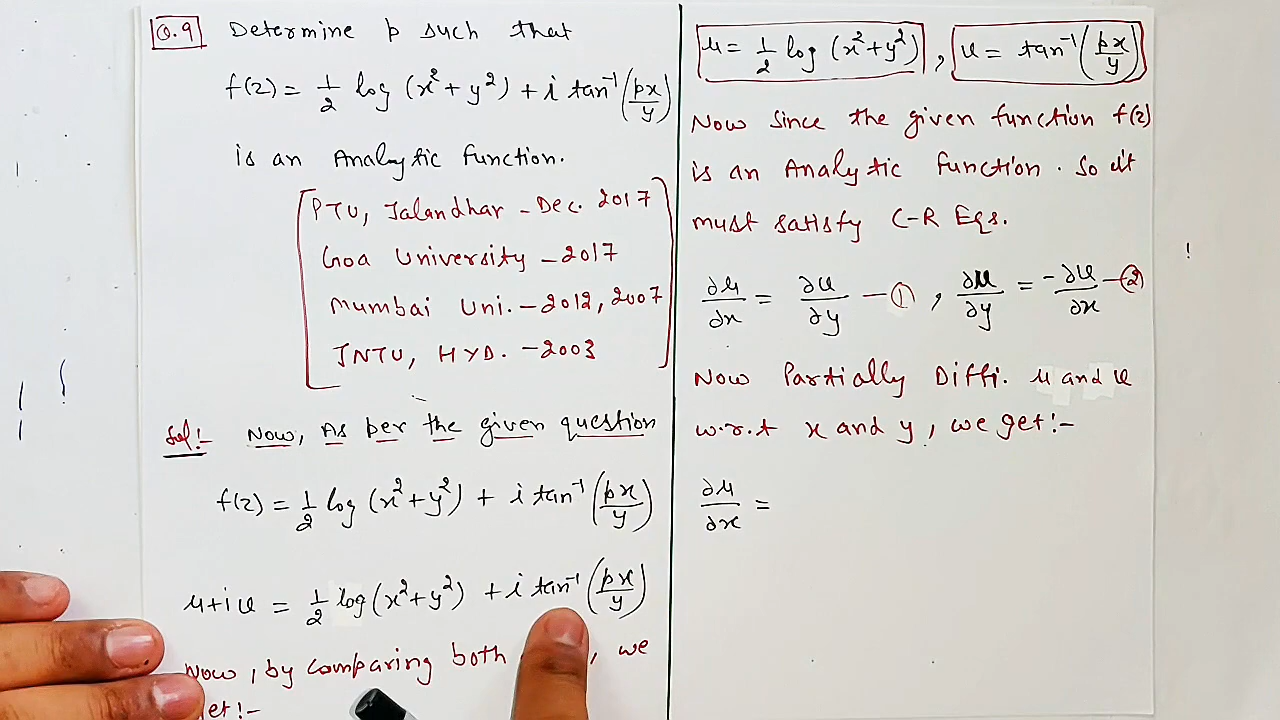 Q.9 Determine p such that
f(z) = 1/2 log (x²+y²) + i tan⁻¹(px/y)
is an Analytic function.
[PTU, Jalandhar - Dec. 2017
Goa University - 2017
Mumbai Uni. - 2012, 2007
JNTU, HYD. - 2003]
Sol:- Now, As per the given question
f(z) = 1/2 log (x²+y²) + i tan⁻¹(px/y)
u+iv = 1/2 log(x²+y²) + i tan⁻¹(px/y)
Now, by comparing both , we
get:-
u = 1/2 log (x²+y²), v = tan⁻¹(px/y)
Now since the given function f(z)
is an Analytic function. So it
must satisfy C-R Eqs.
∂u/∂x = ∂v/∂y - ①, ∂u/∂y = -∂v/∂x - ②
Now Partially Diffi. u and v
w.r.t x and y, we get:-
∂u/∂x =